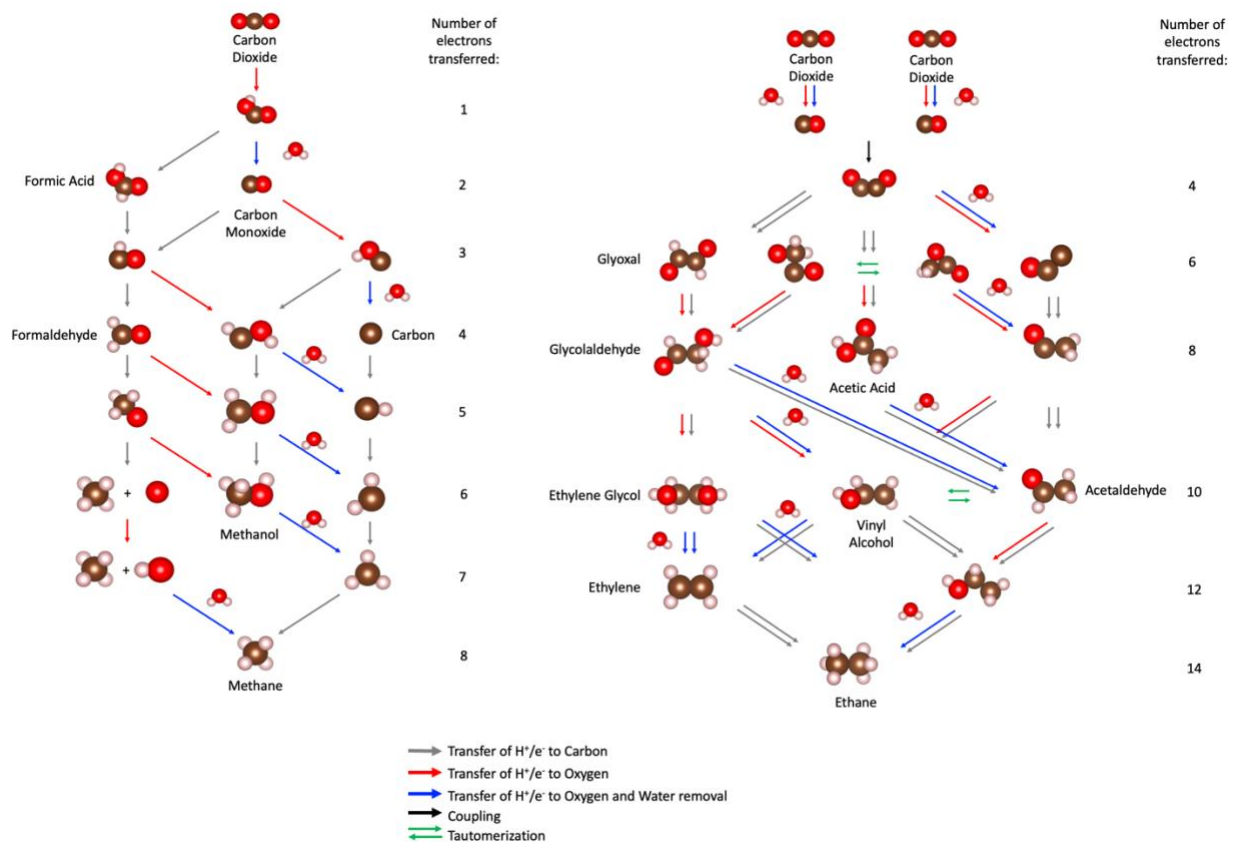 Carbon
Dioxide
Number of
electrons
transferred:
1
Formic Acid
2
Carbon
Monoxide
3
Formaldehyde
4
Carbon
5
+
6
Methanol
+
7
8
Methane
Carbon
Dioxide
Carbon
Dioxide
Number of
electrons
transferred:
4
Glyoxal
6
Glycolaldehyde
8
Acetic Acid
Ethylene Glycol
Acetaldehyde
10
Vinyl
Alcohol
Ethylene
12
14
Ethane
Transfer of H⁺/e⁻ to Carbon
Transfer of H⁺/e⁻ to Oxygen
Transfer of H⁺/e⁻ to Oxygen and Water removal
Coupling
Tautomerization